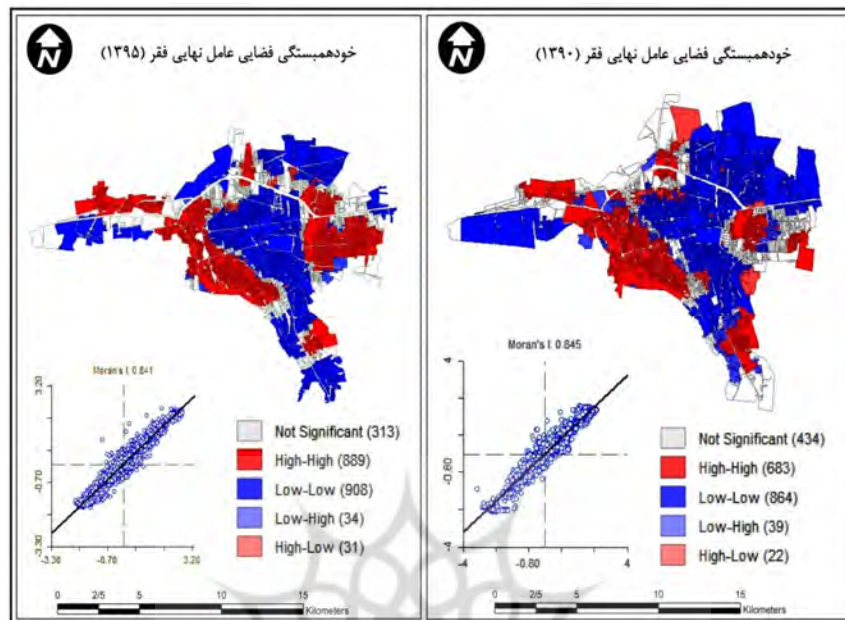 خودهمبستگی فضایی عامل نهایی فقر (۱۳۹۰)
N
Moran's I: 0.845
4
-0.60
-4
-4
-0.80
4
Not Significant (434)
High-High (683)
Low-Low (864)
Low-High (39)
High-Low (22)
0 2/5 5 10 15
Kilometers
خودهمبستگی فضایی عامل نهایی فقر (۱۳۹۵)
N
Moran's I: 0.841
3.20
-0.70
-3.30
-3.30
-0.70
3.20
Not Significant (313)
High-High (889)
Low-Low (908)
Low-High (34)
High-Low (31)
0 2/5 5 10 15
Kilometers